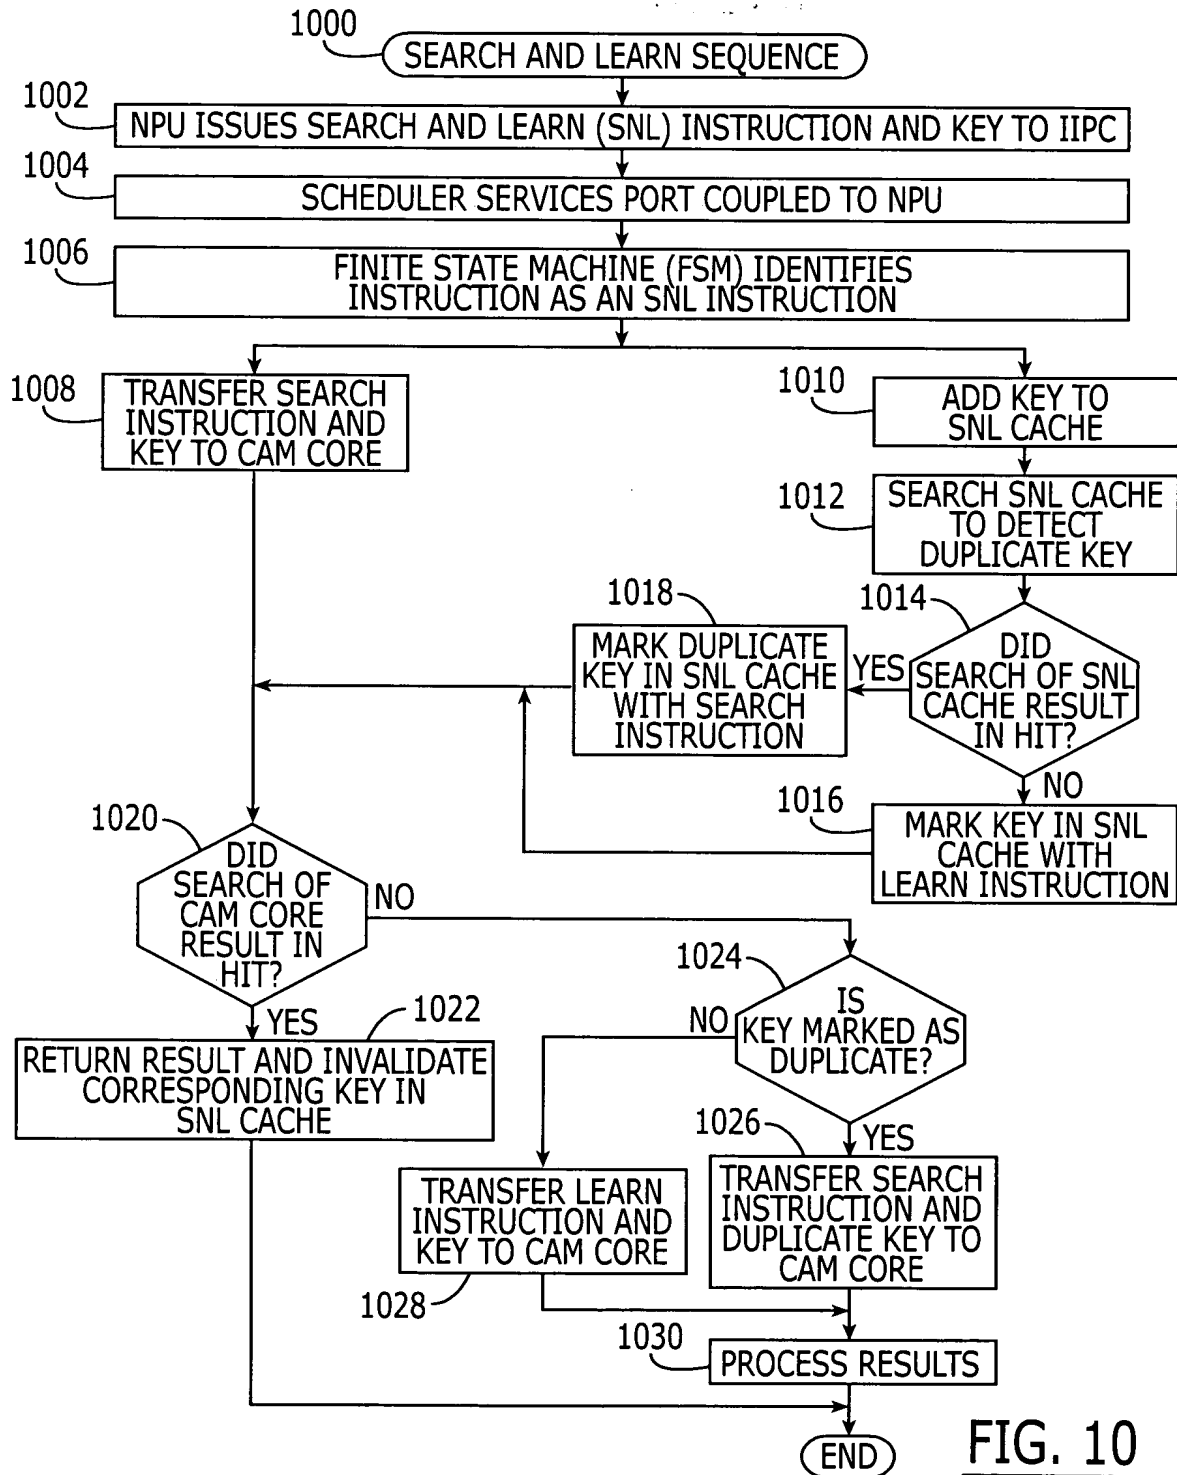 1000
SEARCH AND LEARN SEQUENCE
1002
NPU ISSUES SEARCH AND LEARN (SNL) INSTRUCTION AND KEY TO IIPC
1004
SCHEDULER SERVICES PORT COUPLED TO NPU
1006
FINITE STATE MACHINE (FSM) IDENTIFIES
INSTRUCTION AS AN SNL INSTRUCTION
1008
TRANSFER SEARCH
INSTRUCTION AND
KEY TO CAM CORE
1010
ADD KEY TO
SNL CACHE
1012
SEARCH SNL CACHE
TO DETECT
DUPLICATE KEY
1014
DID
SEARCH OF SNL
CACHE RESULT
IN HIT?
YES
1018
MARK DUPLICATE
KEY IN SNL CACHE
WITH SEARCH
INSTRUCTION
NO
1016
MARK KEY IN SNL
CACHE WITH
LEARN INSTRUCTION
1020
DID
SEARCH OF
CAM CORE
RESULT IN
HIT?
NO
YES
1022
RETURN RESULT AND INVALIDATE
CORRESPONDING KEY IN
SNL CACHE
1024
IS
KEY MARKED AS
DUPLICATE?
NO
YES
1026
TRANSFER SEARCH
INSTRUCTION AND
DUPLICATE KEY TO
CAM CORE
TRANSFER LEARN
INSTRUCTION AND
KEY TO CAM CORE
1028
1030
PROCESS RESULTS
END
FIG. 10